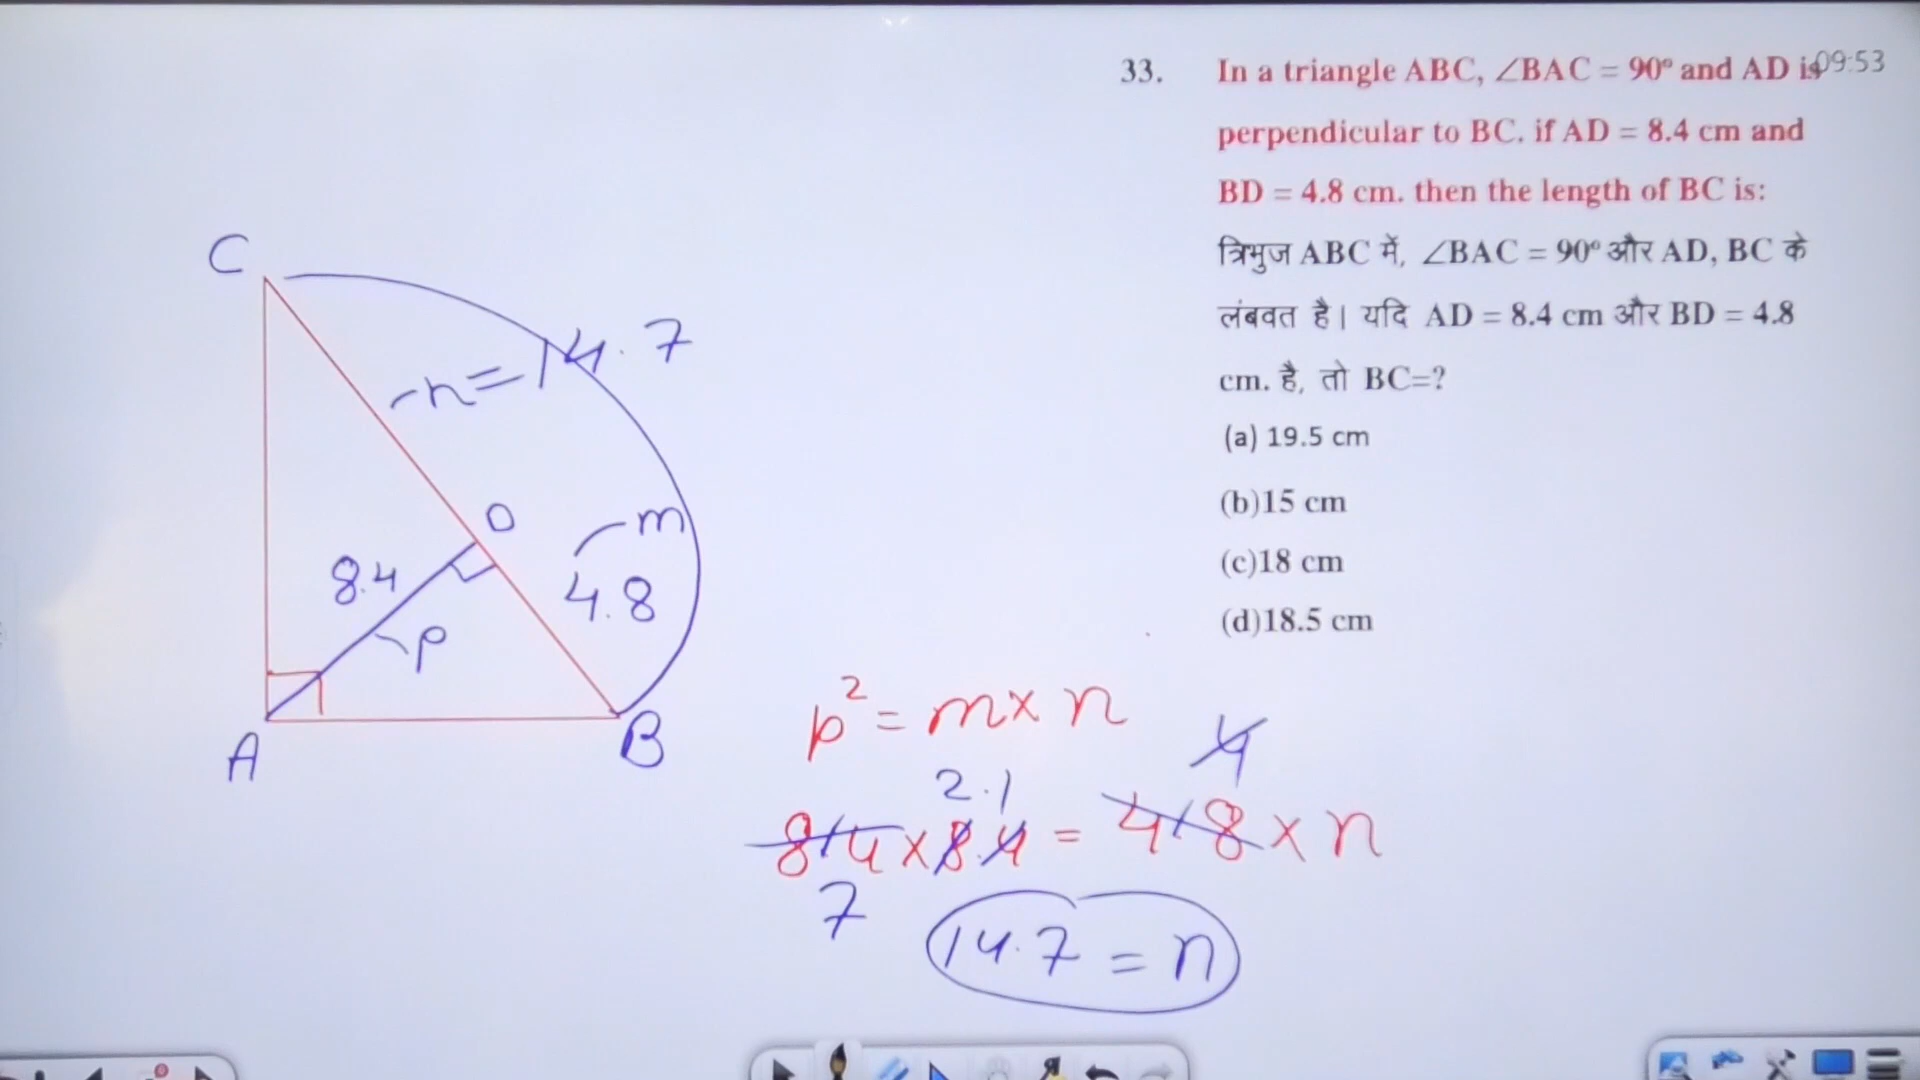 09:53
33. In a triangle ABC, ∠BAC = 90° and AD is
perpendicular to BC. if AD = 8.4 cm and
BD = 4.8 cm. then the length of BC is:
त्रिभुज ABC में, ∠BAC = 90° और AD, BC के
लंबवत है। यदि AD = 8.4 cm और BD = 4.8
cm. है, तो BC=?
(a) 19.5 cm
(b)15 cm
(c)18 cm
(d)18.5 cm
C
n = 14.7
D
m
8.4
4.8
p
A
B
p² = m × n
4
2.1
8.4 × 8.4 = 4.8 × n
7
14.7 = n